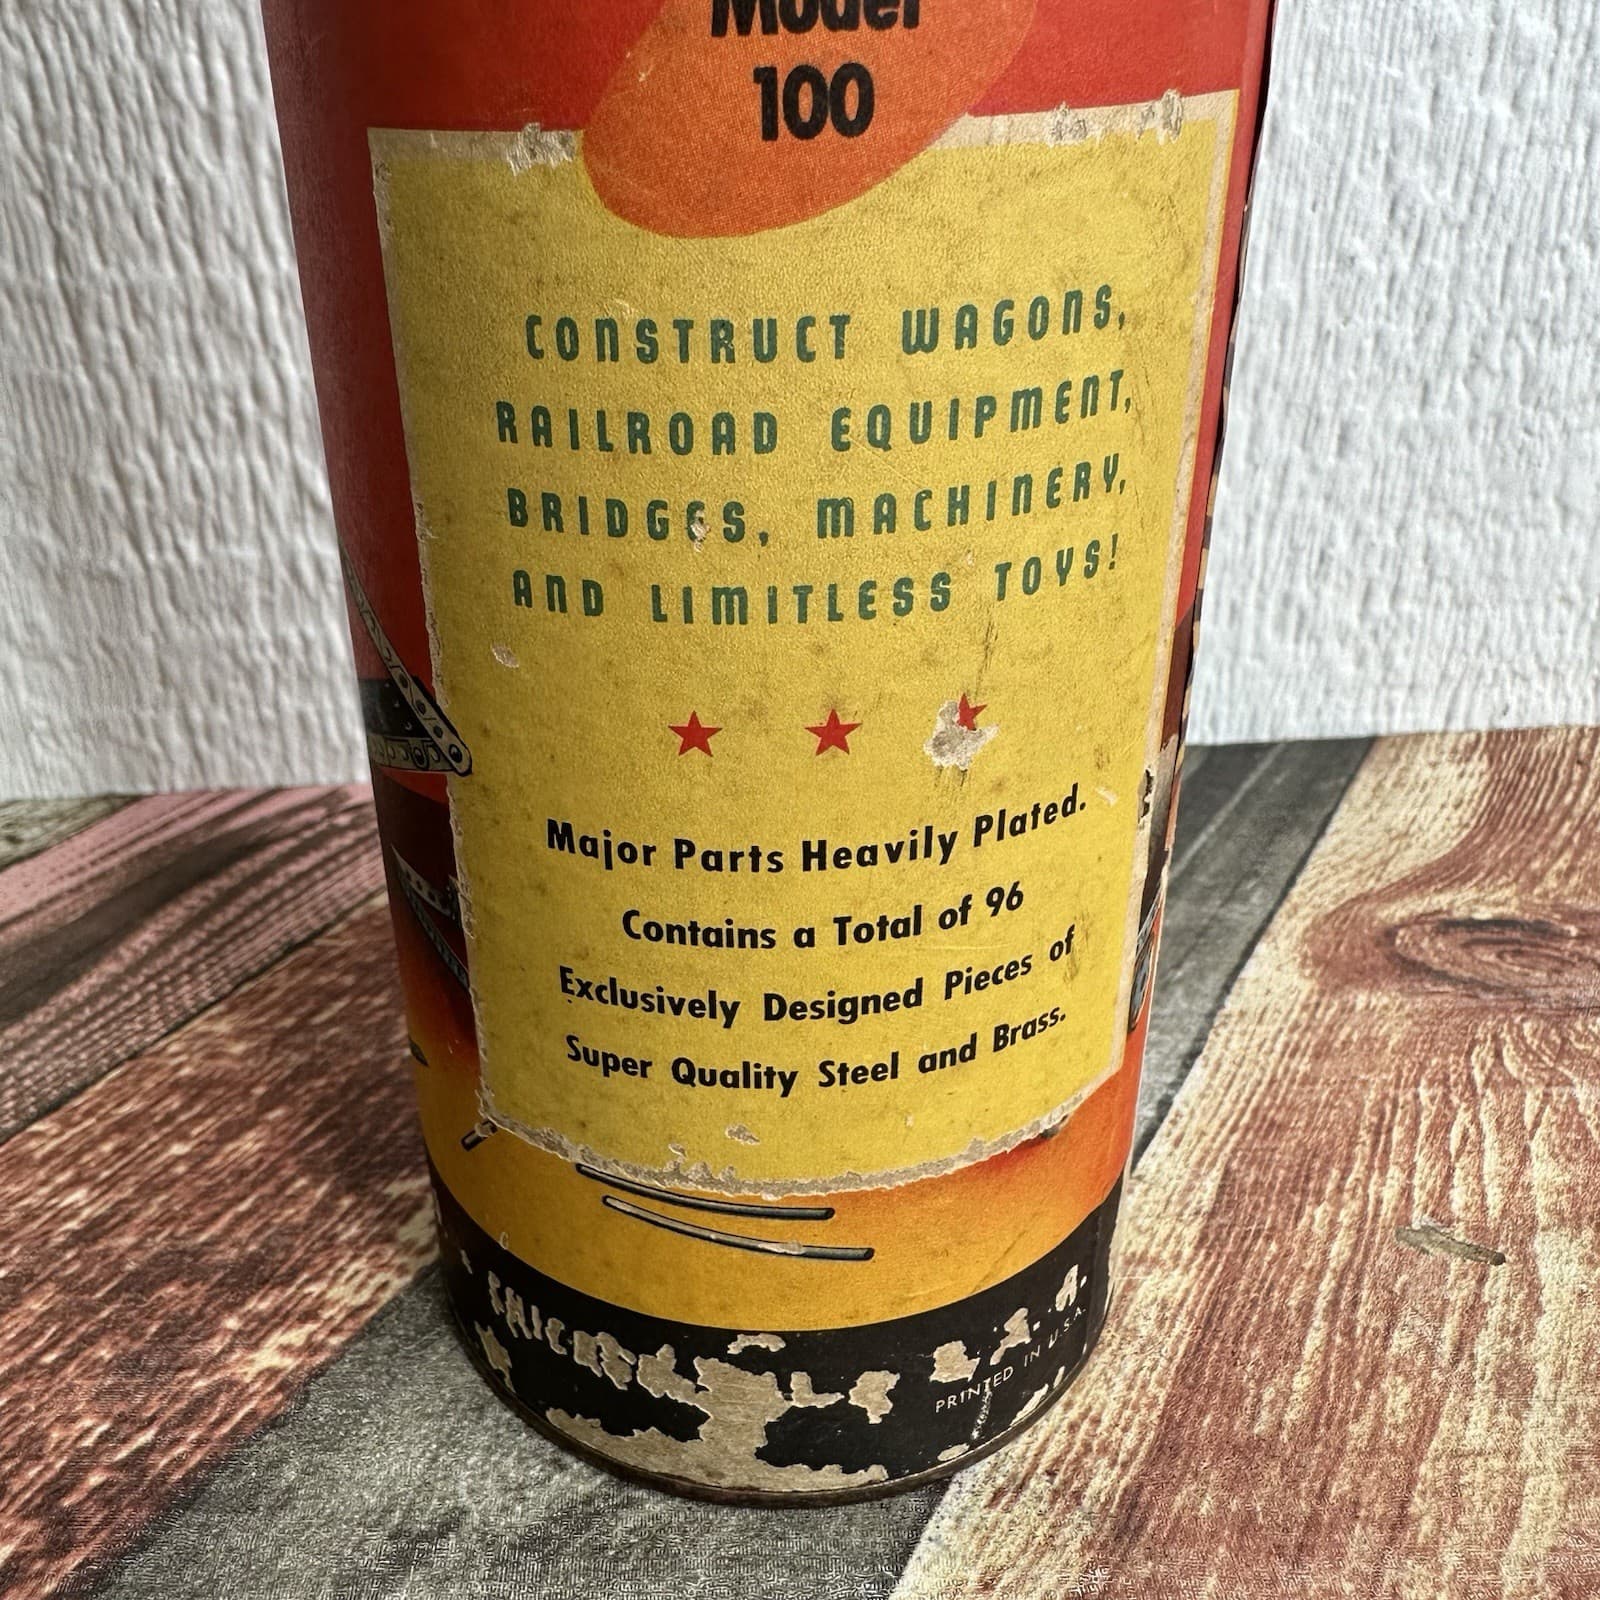 Model
100
CONSTRUCT WAGONS,
RAILROAD EQUIPMENT,
BRIDGES, MACHINERY,
AND LIMITLESS TOYS!
Major Parts Heavily Plated.
Contains a Total of 96
Exclusively Designed Pieces of
Super Quality Steel and Brass.
U.S.A.
PRINTED IN U.S.A.